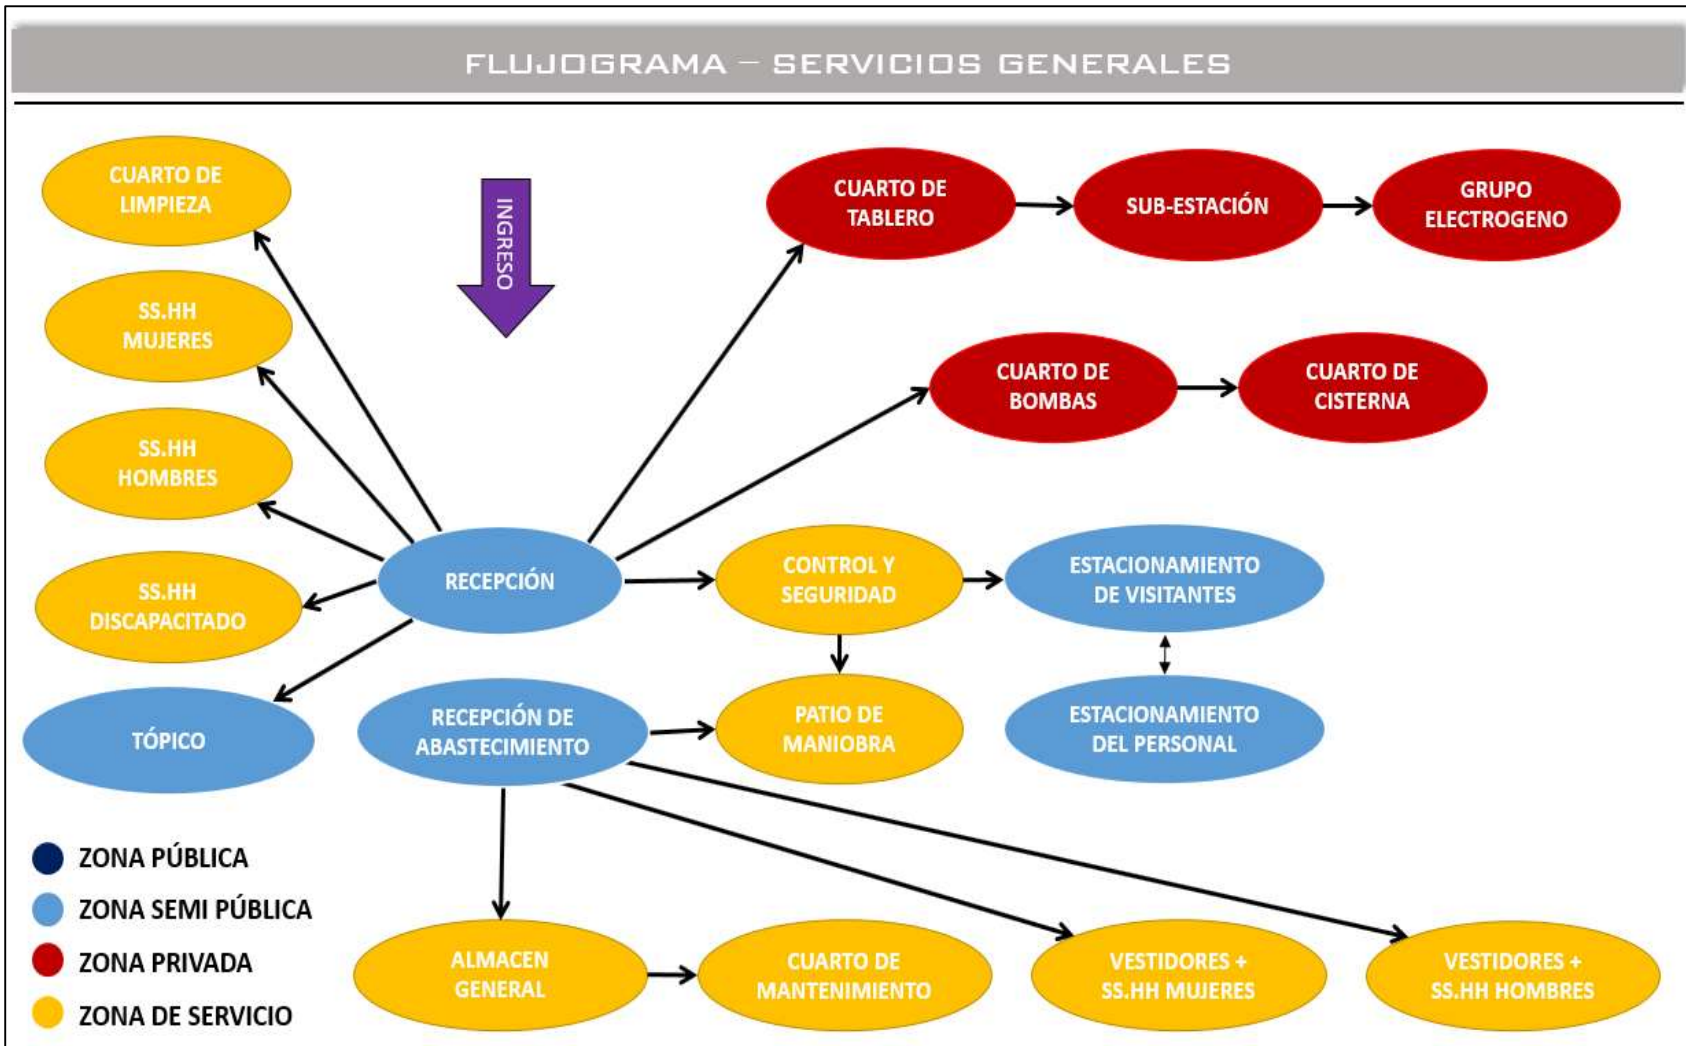 FLUJOGRAMA – SERVICIOS GENERALES
CUARTO DE
LIMPIEZA
SS.HH
MUJERES
SS.HH
HOMBRES
SS.HH
DISCAPACITADO
TÓPICO
INGRESO
RECEPCIÓN
RECEPCIÓN DE
ABASTECIMIENTO
CUARTO DE
TABLERO
SUB-ESTACIÓN
GRUPO
ELECTROGENO
CUARTO DE
BOMBAS
CUARTO DE
CISTERNA
CONTROL Y
SEGURIDAD
ESTACIONAMIENTO
DE VISITANTES
PATIO DE
MANIOBRA
ESTACIONAMIENTO
DEL PERSONAL
ALMACEN
GENERAL
CUARTO DE
MANTENIMIENTO
VESTIDORES +
SS.HH MUJERES
VESTIDORES +
SS.HH HOMBRES
ZONA PÚBLICA
ZONA SEMI PÚBLICA
ZONA PRIVADA
ZONA DE SERVICIO